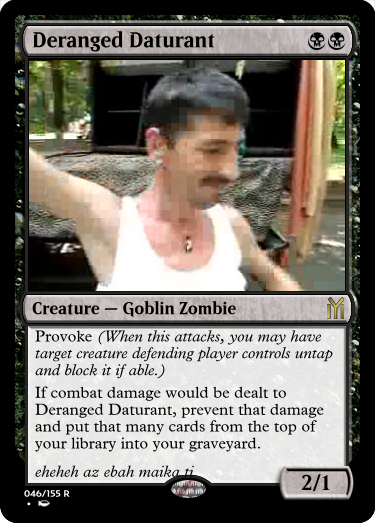 Deranged Daturant
Creature — Goblin Zombie
Provoke (When this attacks, you may have
target creature defending player controls untap
and block it if able.)
If combat damage would be dealt to
Deranged Daturant, prevent that damage
and put that many cards from the top
of your library into your graveyard.
eheheh az ebah maika ti
046/155 R
2/1